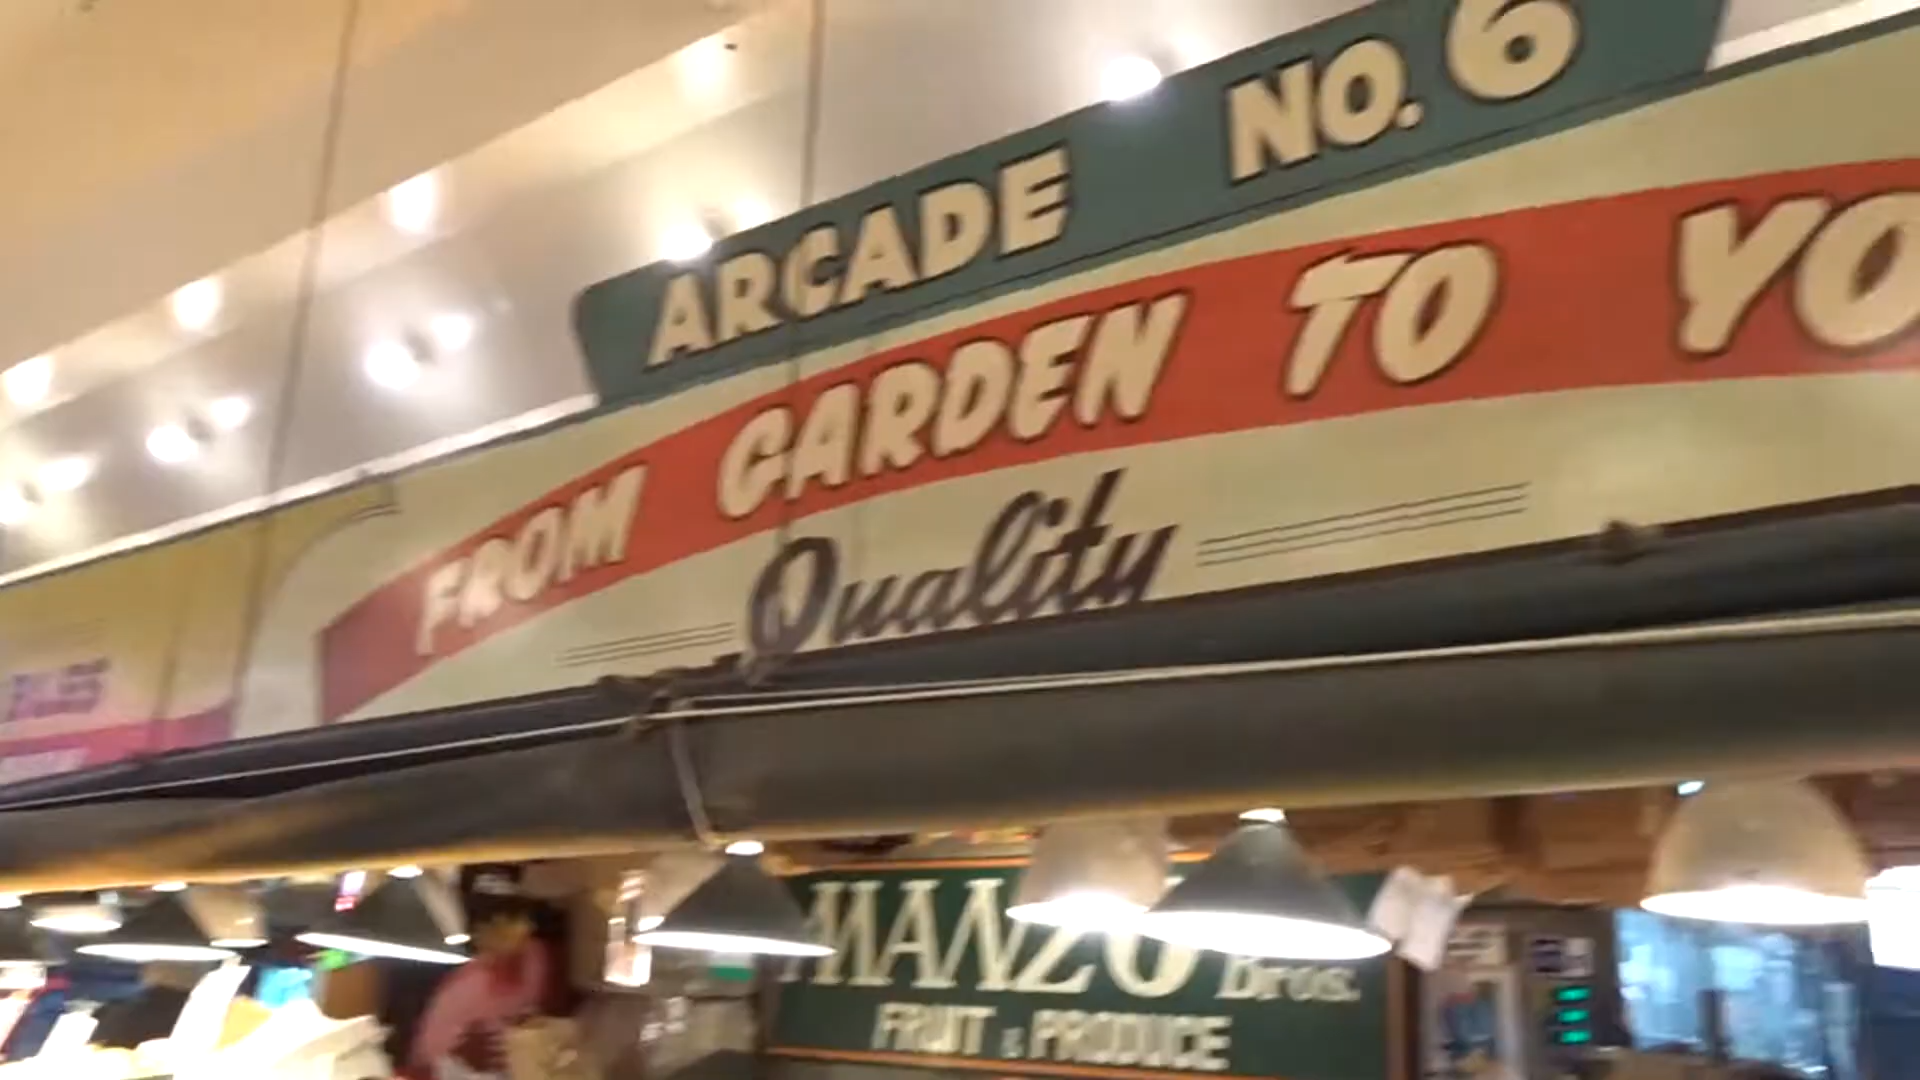 ARCADE NO. 6
FROM GARDEN TO YO
Quality
MANZO Bros.
FRUIT & PRODUCE